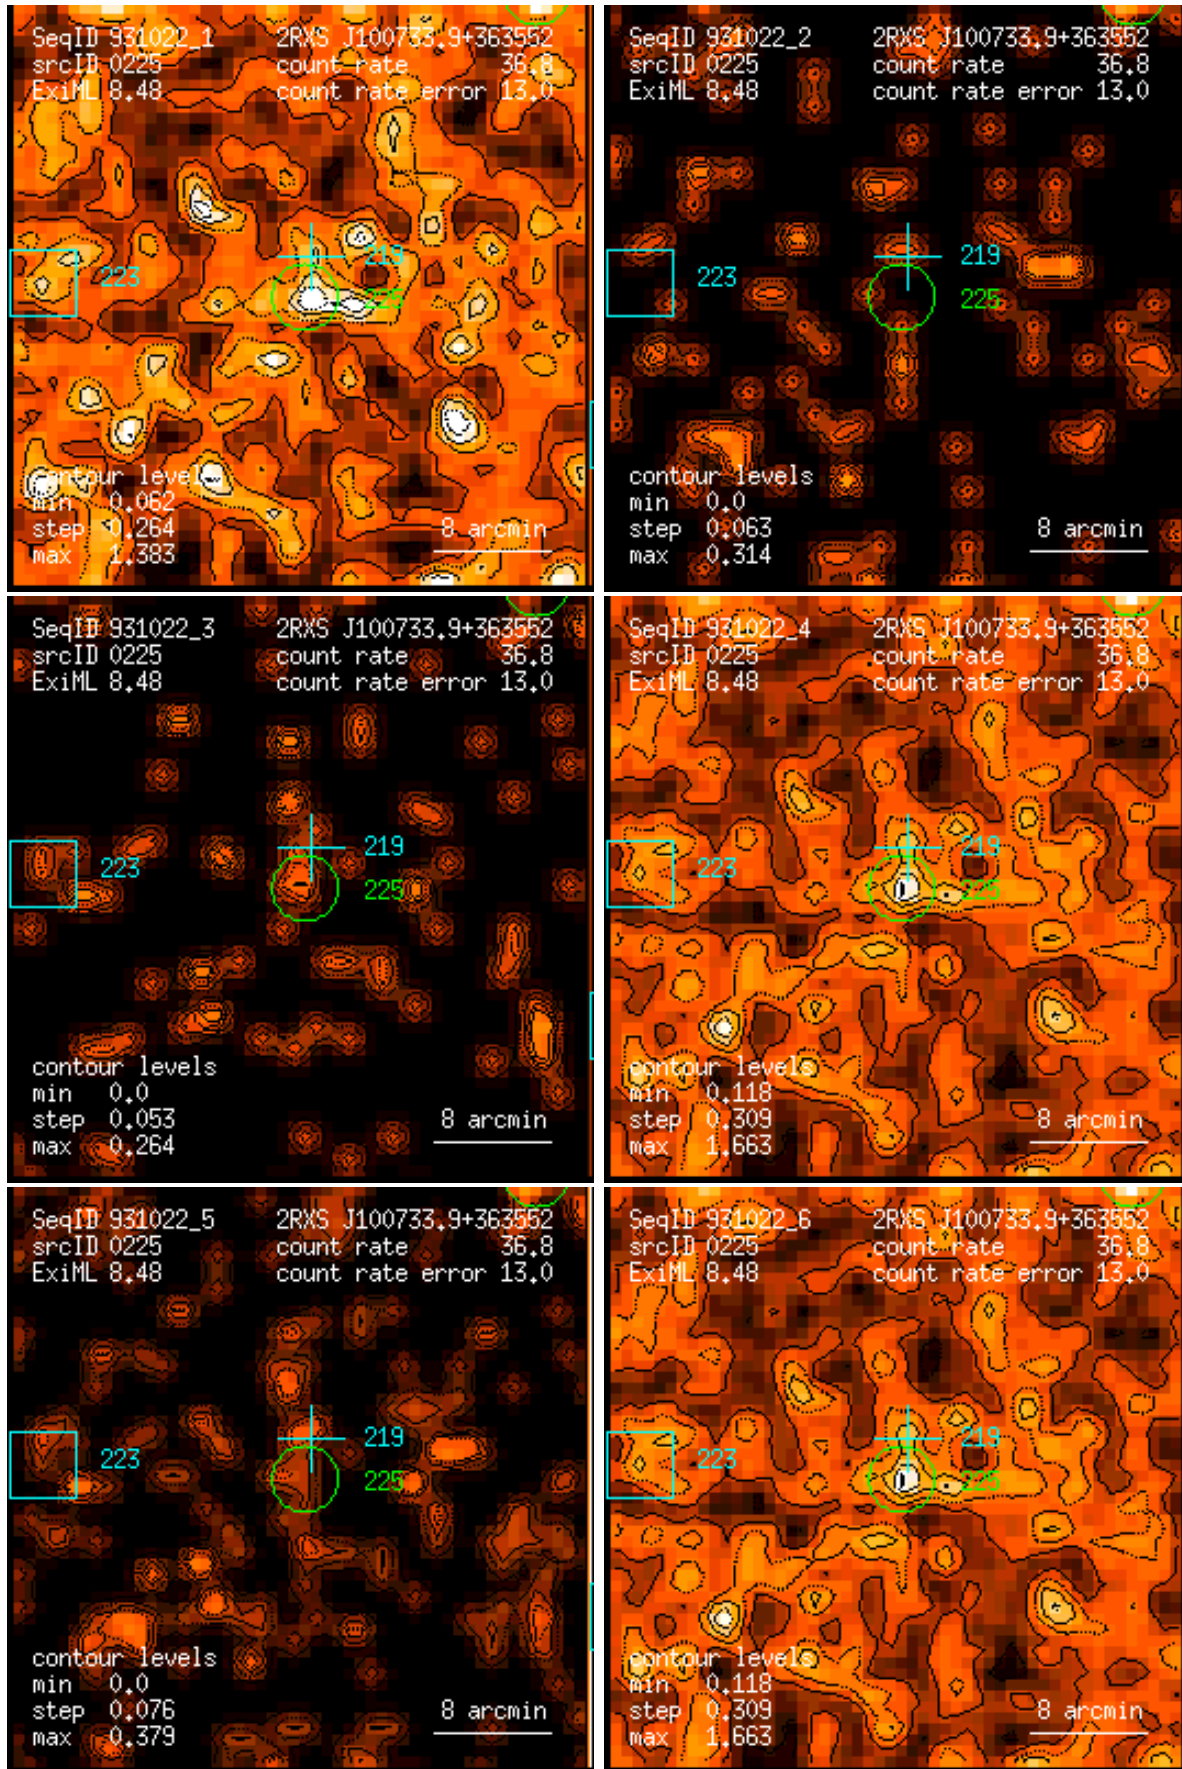 SeqID 931022_1 2RXS J100733.9+363552
srcID 0225 count rate 36.8
ExiML 8.48 count rate error 13.0
219
223
225
contour levels
min 0.062
step 0.264 8 arcmin
max 1.383
SeqID 931022_2 2RXS J100733.9+363552
srcID 0225 count rate 36.8
ExiML 8.48 count rate error 13.0
219
223
225
contour levels
min 0.0
step 0.063 8 arcmin
max 0.314
SeqID 931022_3 2RXS J100733.9+363552
srcID 0225 count rate 36.8
ExiML 8.48 count rate error 13.0
219
223
225
contour levels
min 0.0
step 0.053 8 arcmin
max 0.264
SeqID 931022_4 2RXS J100733.9+363552
srcID 0225 count rate 36.8
ExiML 8.48 count rate error 13.0
219
223
225
contour levels
min 0.118
step 0.309 8 arcmin
max 1.663
SeqID 931022_5 2RXS J100733.9+363552
srcID 0225 count rate 36.8
ExiML 8.48 count rate error 13.0
219
223
225
contour levels
min 0.0
step 0.076 8 arcmin
max 0.379
SeqID 931022_6 2RXS J100733.9+363552
srcID 0225 count rate 36.8
ExiML 8.48 count rate error 13.0
219
223
225
contour levels
min 0.118
step 0.309 8 arcmin
max 1.663